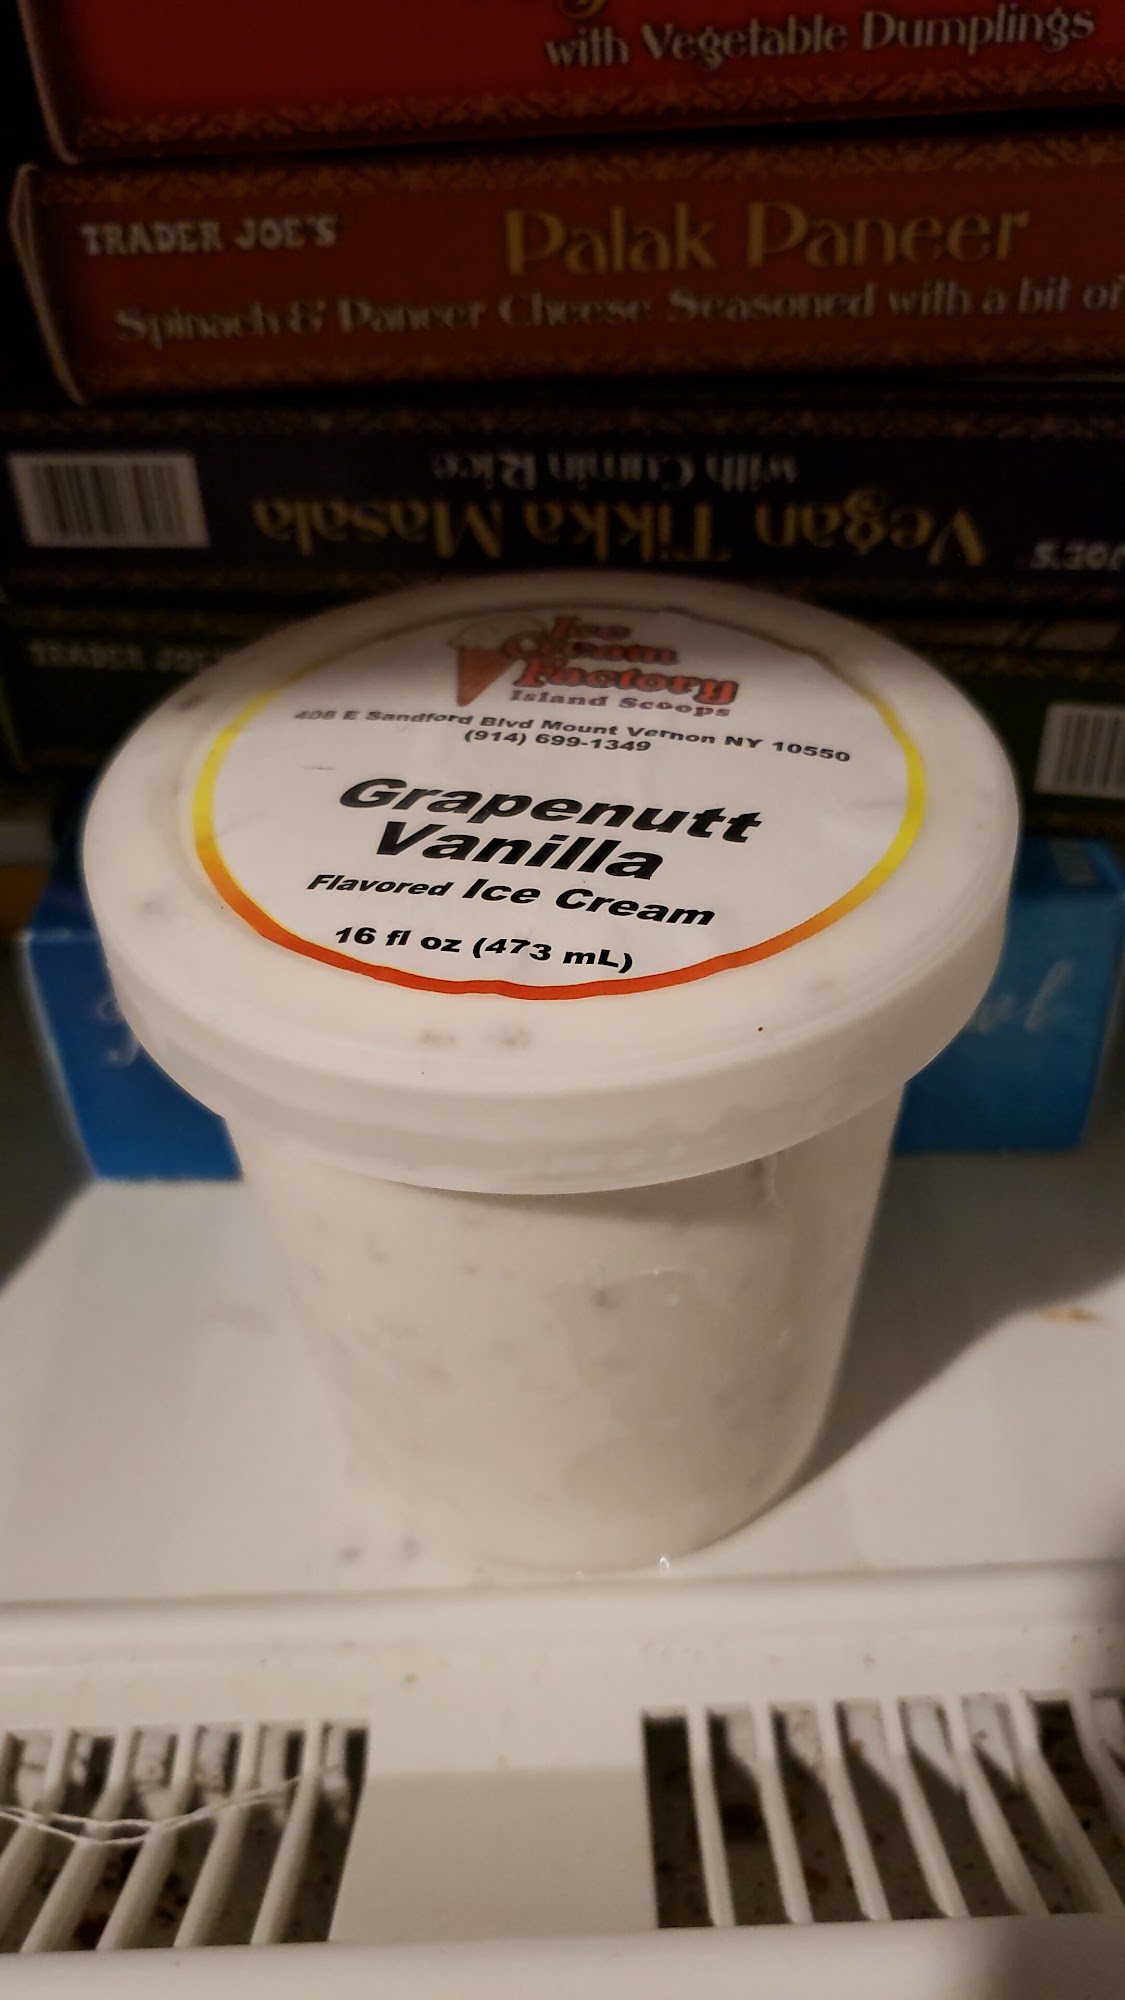 with Vegetable Dumplings
TRADER JOE'S
Palak Paneer
Spinach & Paneer Cheese Seasoned with a bit of
with Cumin Rice
Vegan Tikka Masala
JOE'S
TRADER JOE'S
Ice
Cream
Factory
Island Scoops
408 E Sandford Blvd Mount Vernon NY 10550
(914) 699-1349
Grapenutt
Vanilla
Flavored Ice Cream
16 fl oz (473 mL)